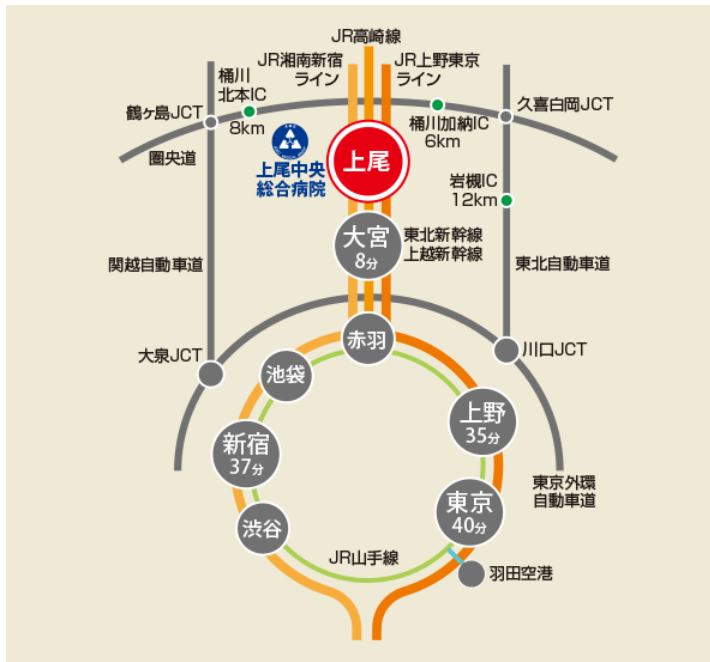 JR高崎線
JR湘南新宿
ライン
JR上野東京
ライン
桶川
北本IC
8km
鶴ヶ島JCT
久喜白岡JCT
桶川加納IC
6km
圏央道
上尾中央
総合病院
上尾
岩槻IC
12km
大宮
8分
東北新幹線
上越新幹線
関越自動車道
東北自動車道
赤羽
大泉JCT
川口JCT
池袋
上野
35分
新宿
37分
東京外環
自動車道
東京
40分
渋谷
JR山手線
羽田空港